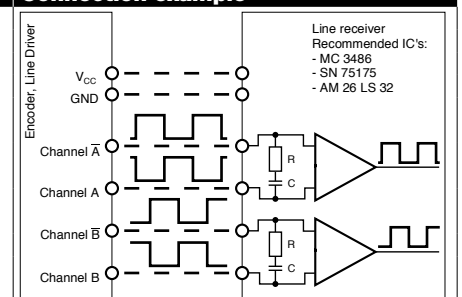 Connection example
Encoder, Line Driver
Line receiver
Recommended IC's:
- MC 3486
- SN 75175
- AM 26 LS 32
VCC
GND
Channel A̅
R
C
Channel A
Channel B̅
R
C
Channel B